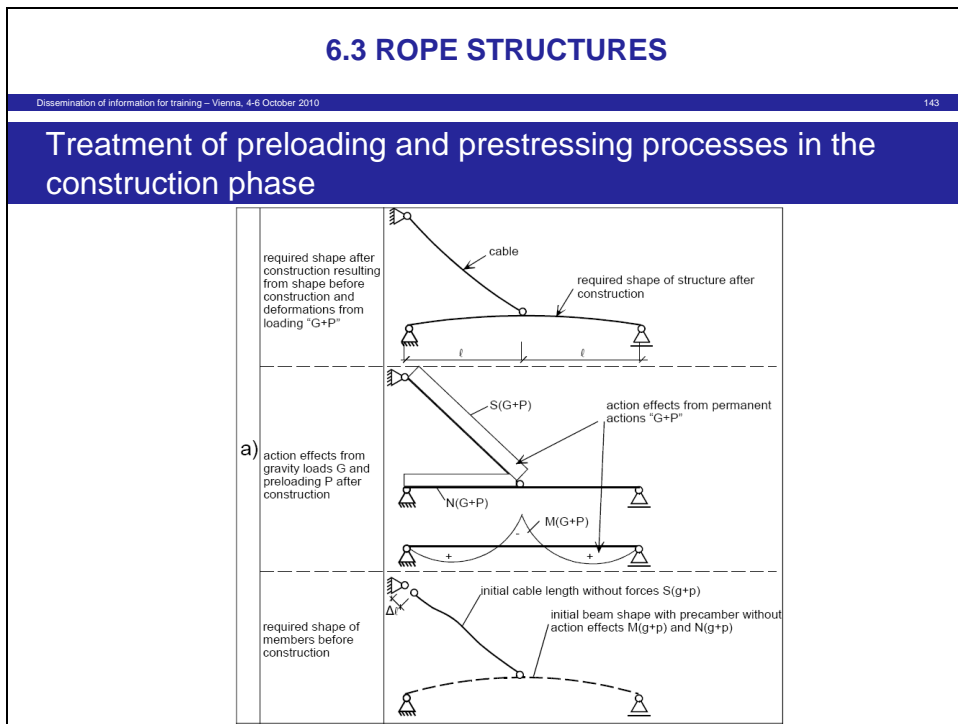 6.3 ROPE STRUCTURES
Dissemination of information for training – Vienna, 4-6 October 2010
143
Treatment of preloading and prestressing processes in the
construction phase
a)
required shape after
construction resulting
from shape before
construction and
deformations from
loading “G+P”
cable
required shape of structure after
construction
ℓ
ℓ
action effects from
gravity loads G and
preloading P after
construction
S(G+P)
action effects from permanent
actions “G+P”
N(G+P)
M(G+P)
-
+
+
required shape of
members before
construction
initial cable length without forces S(g+p)
Δℓ
initial beam shape with precamber without
action effects M(g+p) and N(g+p)